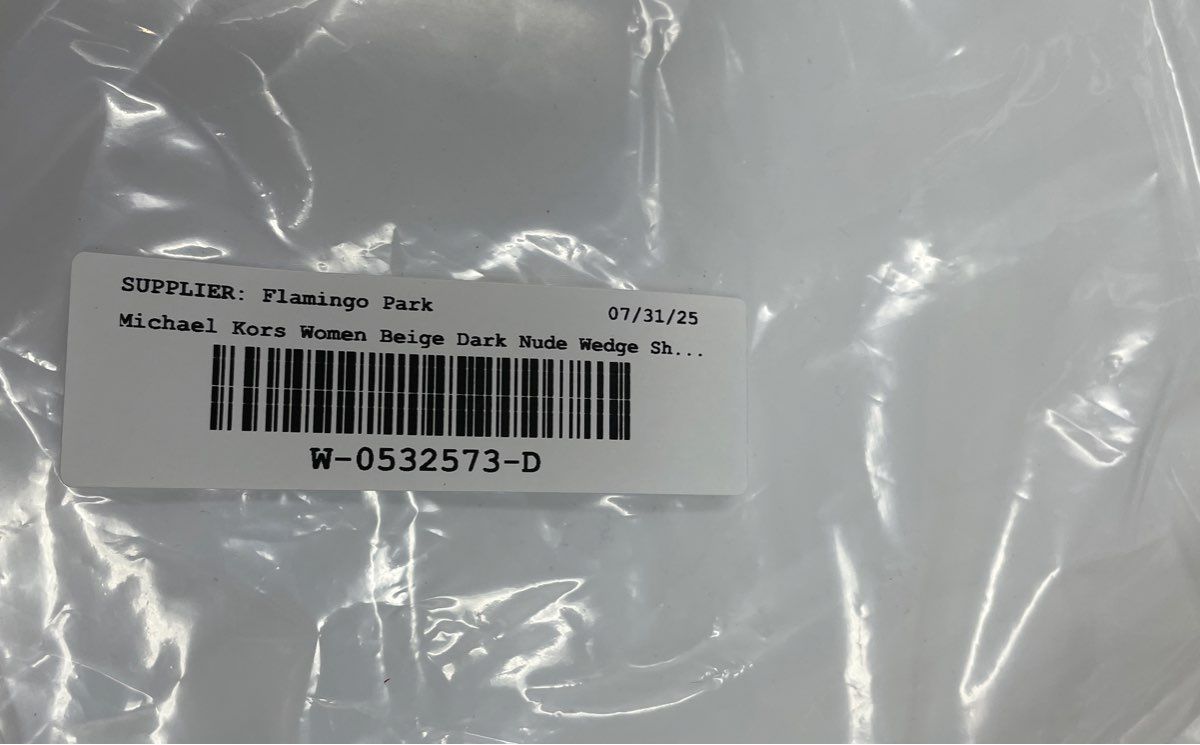 SUPPLIER: Flamingo Park 07/31/25
Michael Kors Women Beige Dark Nude Wedge Sh...
W-0532573-D